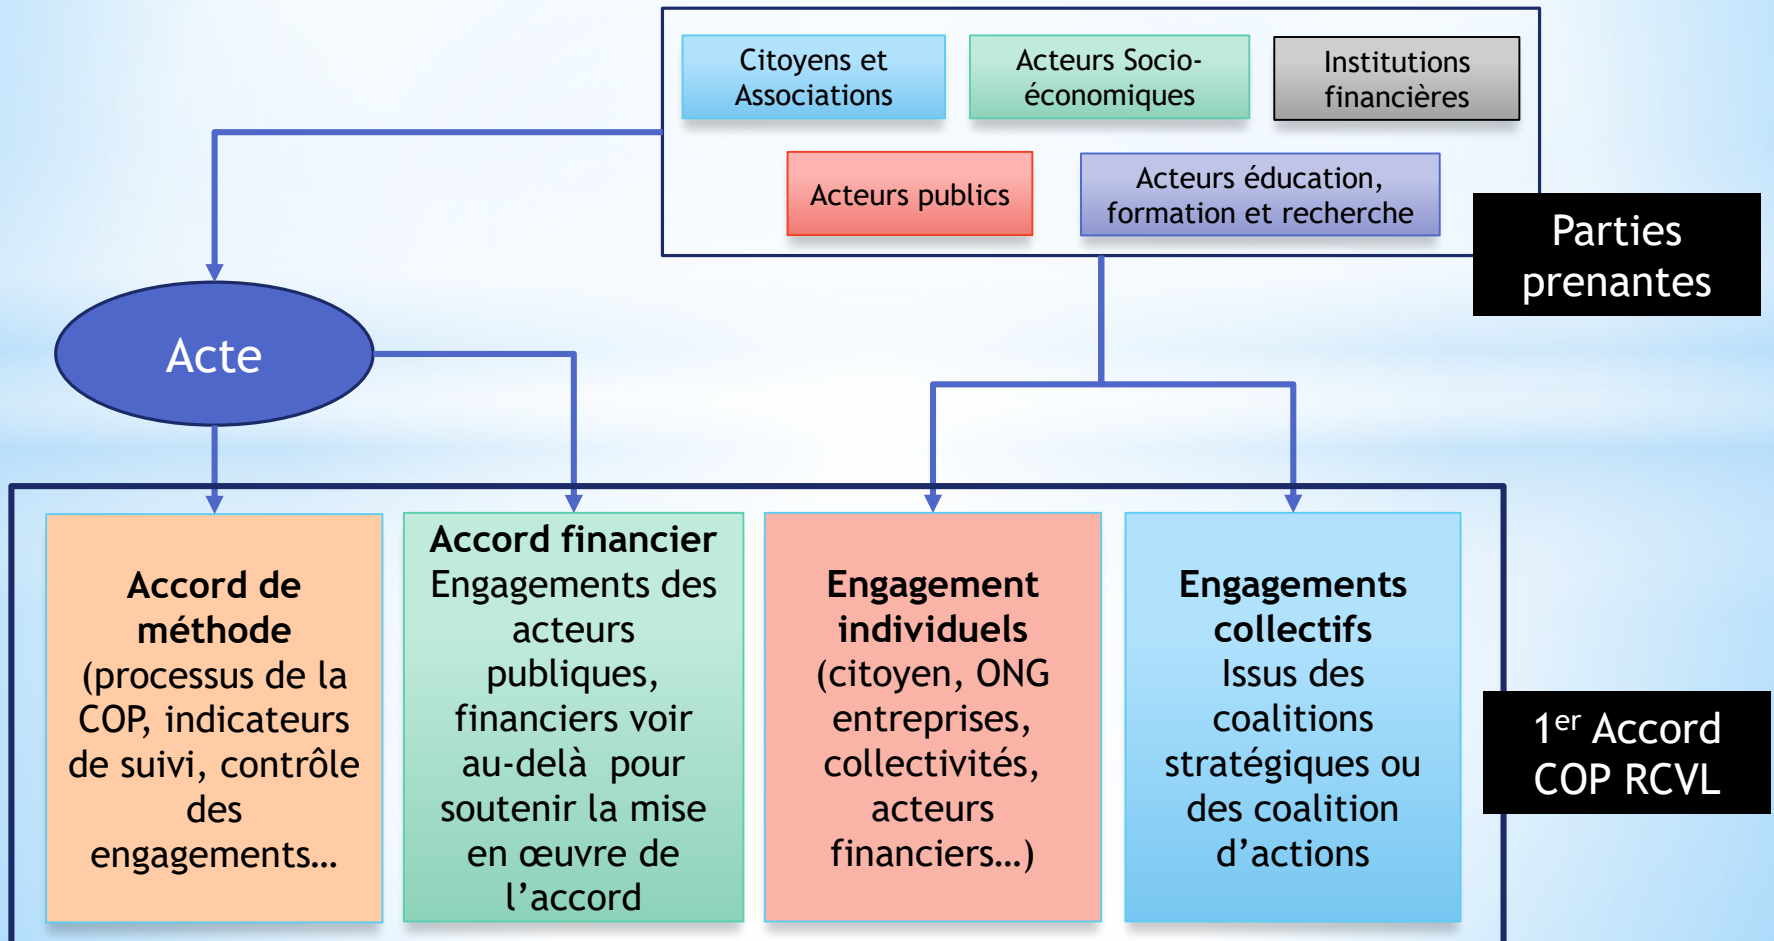 Citoyens et
Associations
Acteurs Socio-
économiques
Institutions
financières
Acteurs publics
Acteurs éducation,
formation et recherche
Parties
prenantes
Acte
Accord de
méthode
(processus de la
COP, indicateurs
de suivi, contrôle
des
engagements…
Accord financier
Engagements des
acteurs
publiques,
financiers voir
au-delà  pour
soutenir la mise
en œuvre de
l’accord
Engagement
individuels
(citoyen, ONG
entreprises,
collectivités,
acteurs
financiers…)
Engagements
collectifs
Issus des
coalitions
stratégiques ou
des coalition
d’actions
1er Accord
COP RCVL